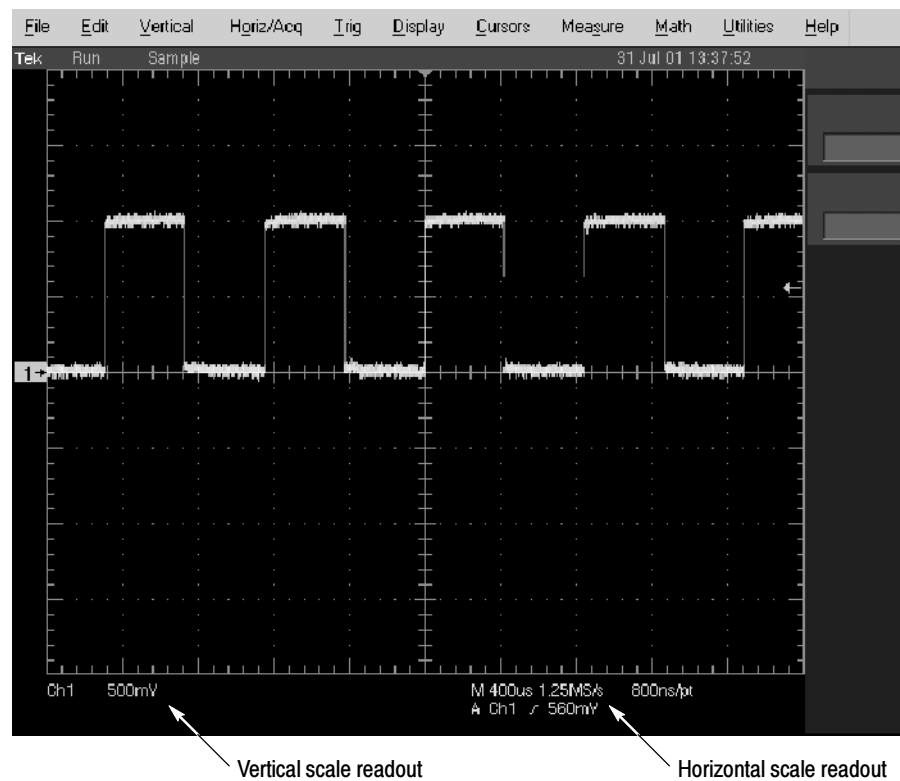 File Edit Vertical Horiz/Acq Trig Display Cursors Measure Math Utilities Help
Tek Run Sample 31 Jul 01 13:37:52
1
Ch1 500mV M 400us 1.25MS/s 800ns/pt
A Ch1 560mV
Vertical scale readout Horizontal scale readout